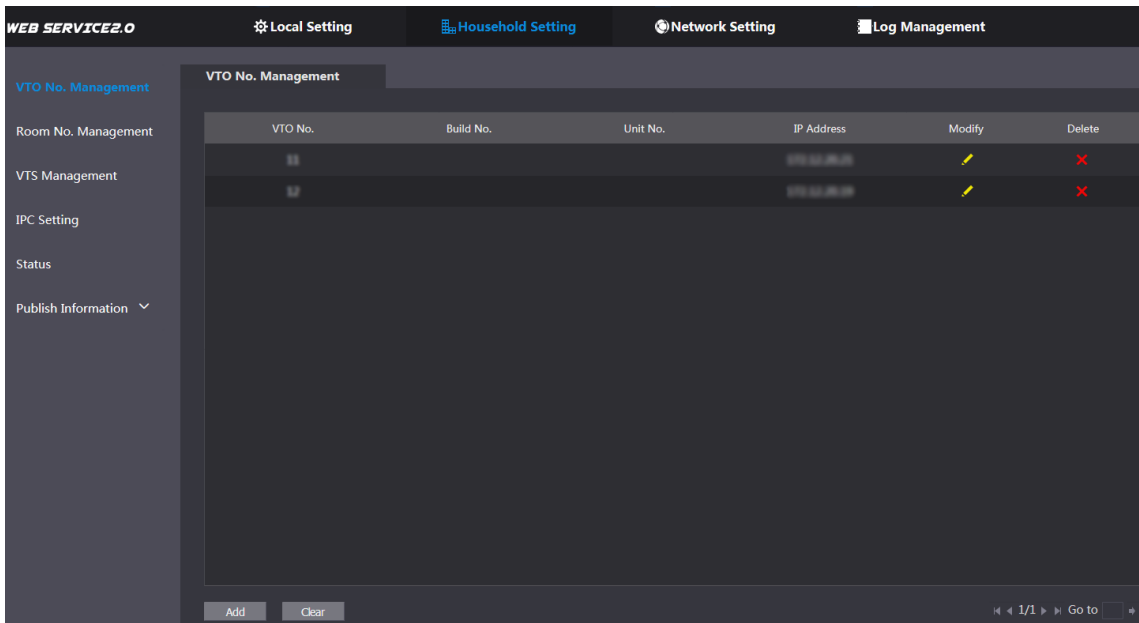 WEB SERVICE2.0 Local Setting Household Setting Network Setting Log Management
VTO No. Management
VTO No. Management
Room No. Management
VTS Management
IPC Setting
Status
Publish Information
VTO No. Build No. Unit No. IP Address Modify Delete
Add Clear 1/1 Go to